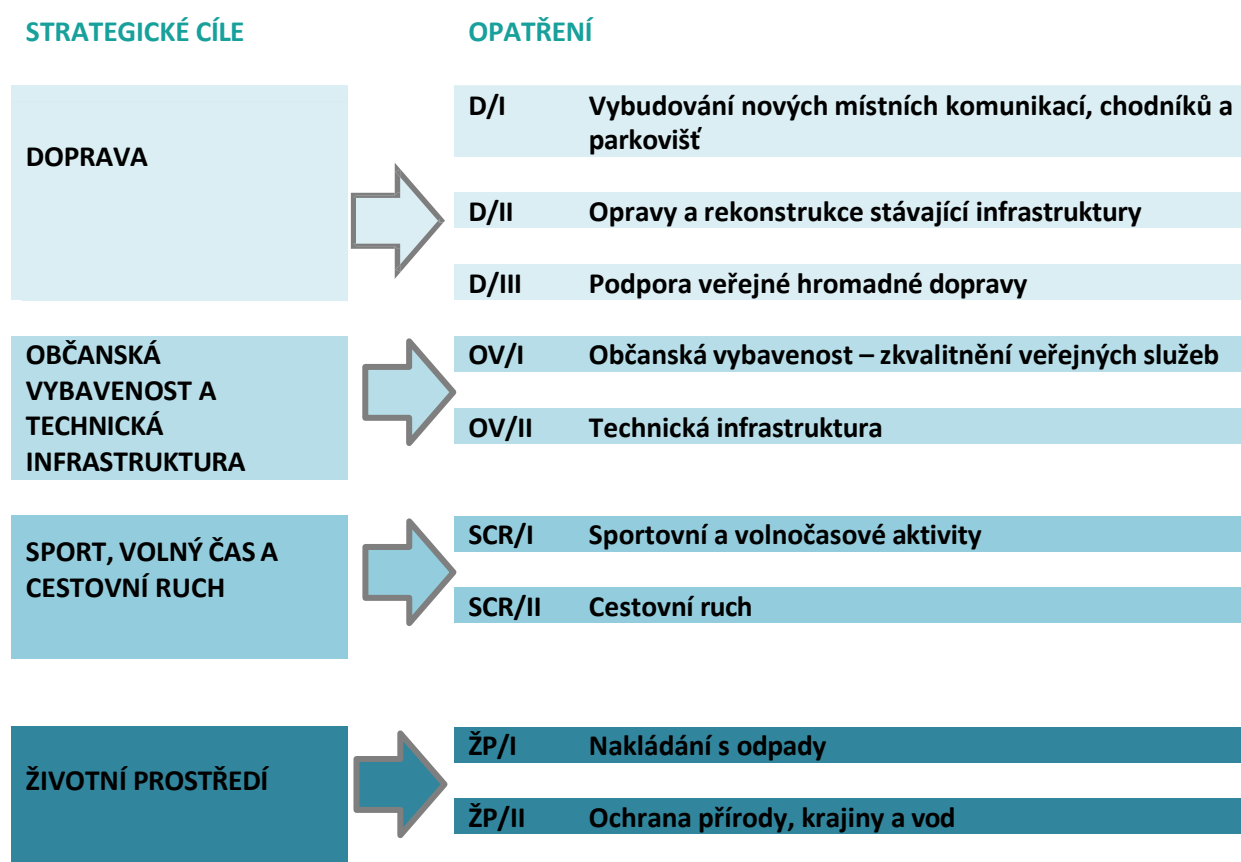 STRATEGICKÉ CÍLE
OPATŘENÍ
DOPRAVA
D/I Vybudování nových místních komunikací, chodníků a
parkovišť
D/II Opravy a rekonstrukce stávající infrastruktury
D/III Podpora veřejné hromadné dopravy
OBČANSKÁ
VYBAVENOST A
TECHNICKÁ
INFRASTRUKTURA
OV/I Občanská vybavenost – zkvalitnění veřejných služeb
OV/II Technická infrastruktura
SPORT, VOLNÝ ČAS A
CESTOVNÍ RUCH
SCR/I Sportovní a volnočasové aktivity
SCR/II Cestovní ruch
ŽIVOTNÍ PROSTŘEDÍ
ŽP/I Nakládání s odpady
ŽP/II Ochrana přírody, krajiny a vod